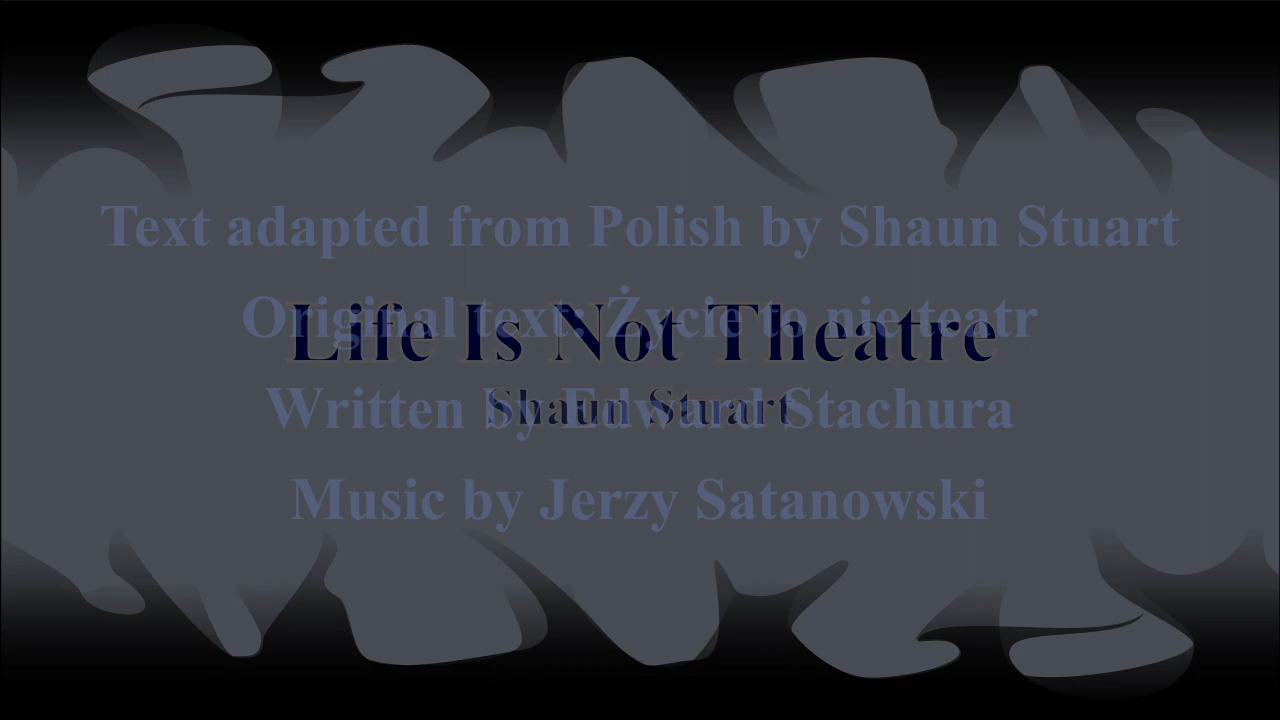 Text adapted from Polish by Shaun Stuart
Original text: Życie to nie teatr
Life Is Not Theatre
Written by Edward Stachura
Shaun Stuart
Music by Jerzy Satanowski